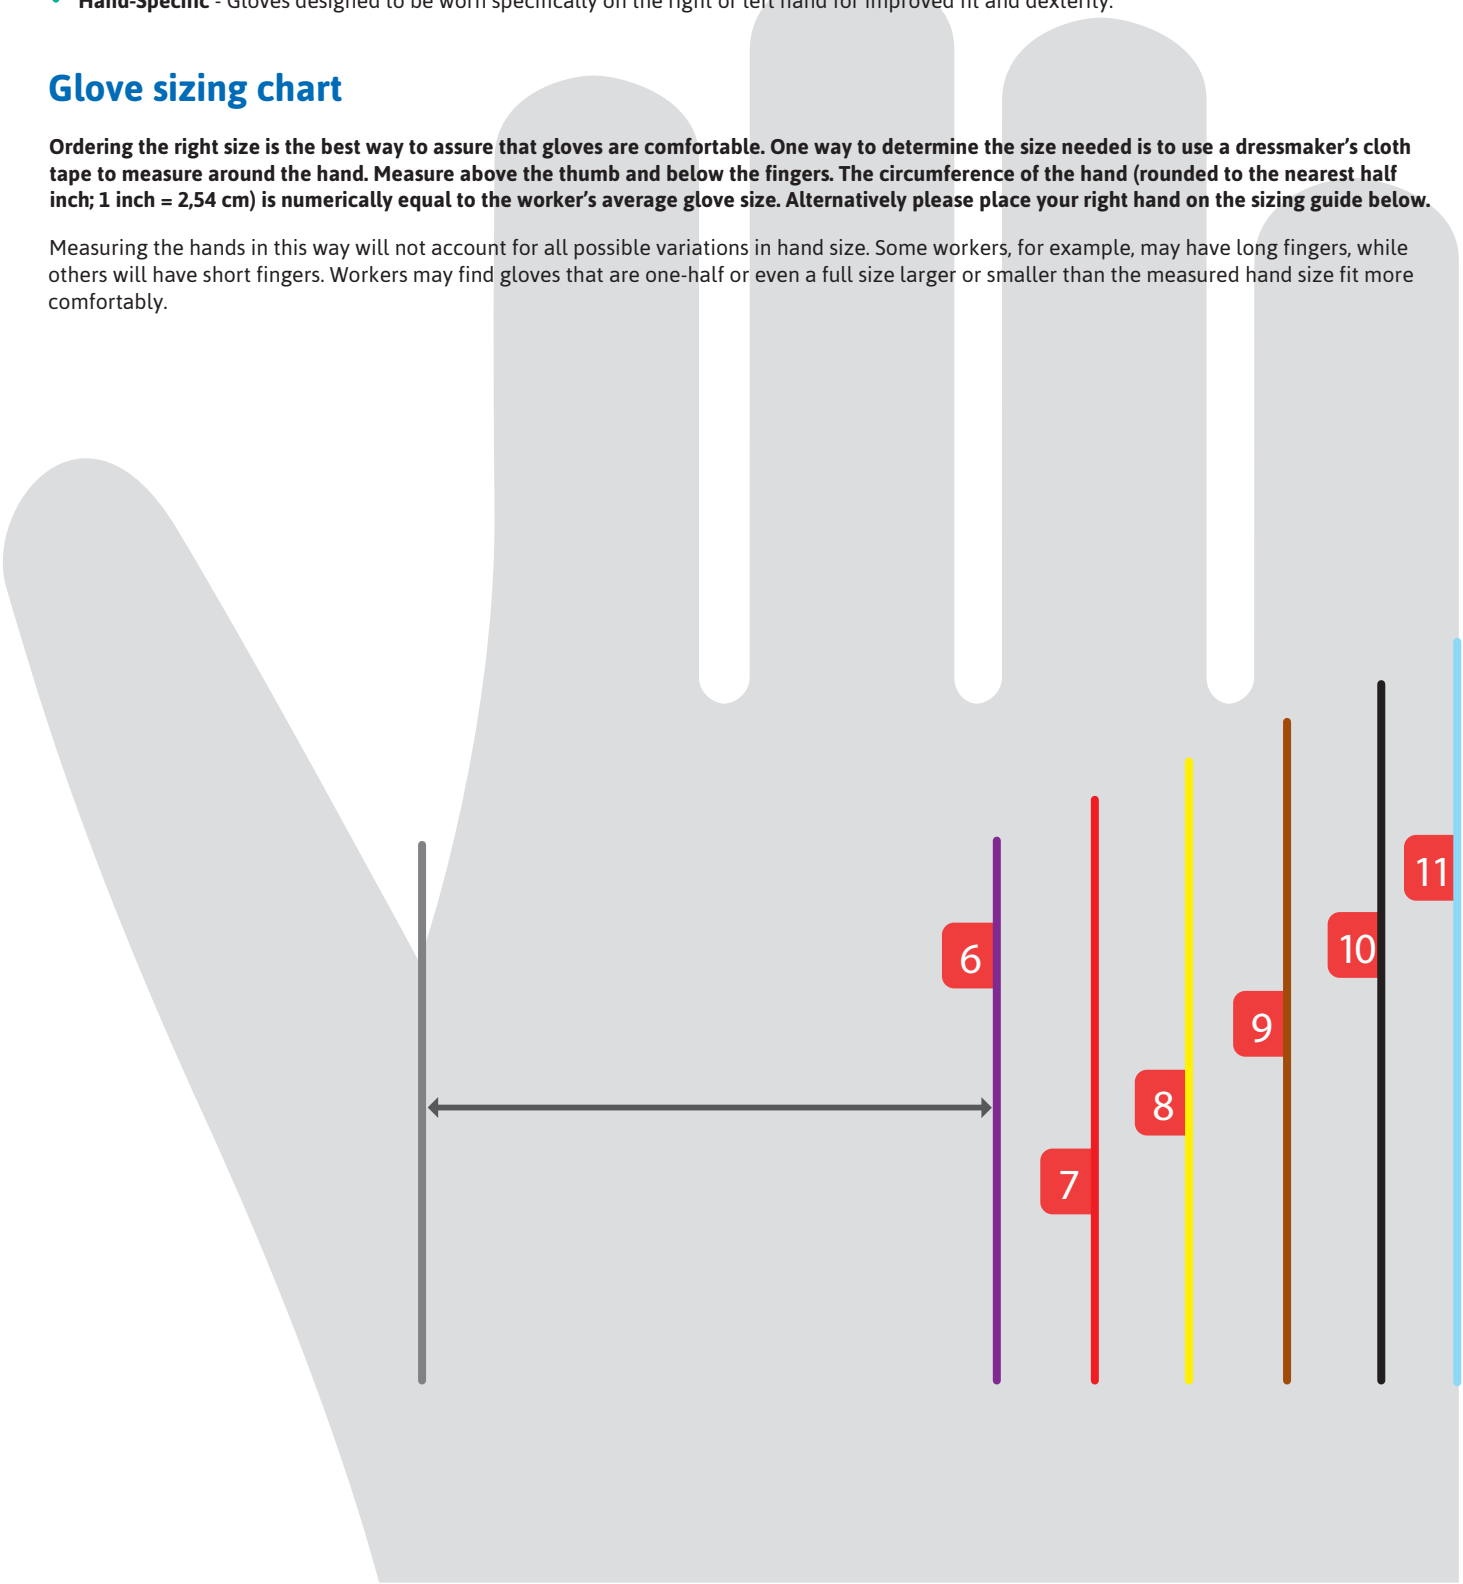 • Hand-Specific - Gloves designed to be worn specifically on the right or left hand for improved fit and dexterity.
Glove sizing chart
Ordering the right size is the best way to assure that gloves are comfortable. One way to determine the size needed is to use a dressmaker’s cloth
tape to measure around the hand. Measure above the thumb and below the fingers. The circumference of the hand (rounded to the nearest half
inch; 1 inch = 2,54 cm) is numerically equal to the worker’s average glove size. Alternatively please place your right hand on the sizing guide below.
Measuring the hands in this way will not account for all possible variations in hand size. Some workers, for example, may have long fingers, while
others will have short fingers. Workers may find gloves that are one-half or even a full size larger or smaller than the measured hand size fit more
comfortably.
11
10
6
9
8
7